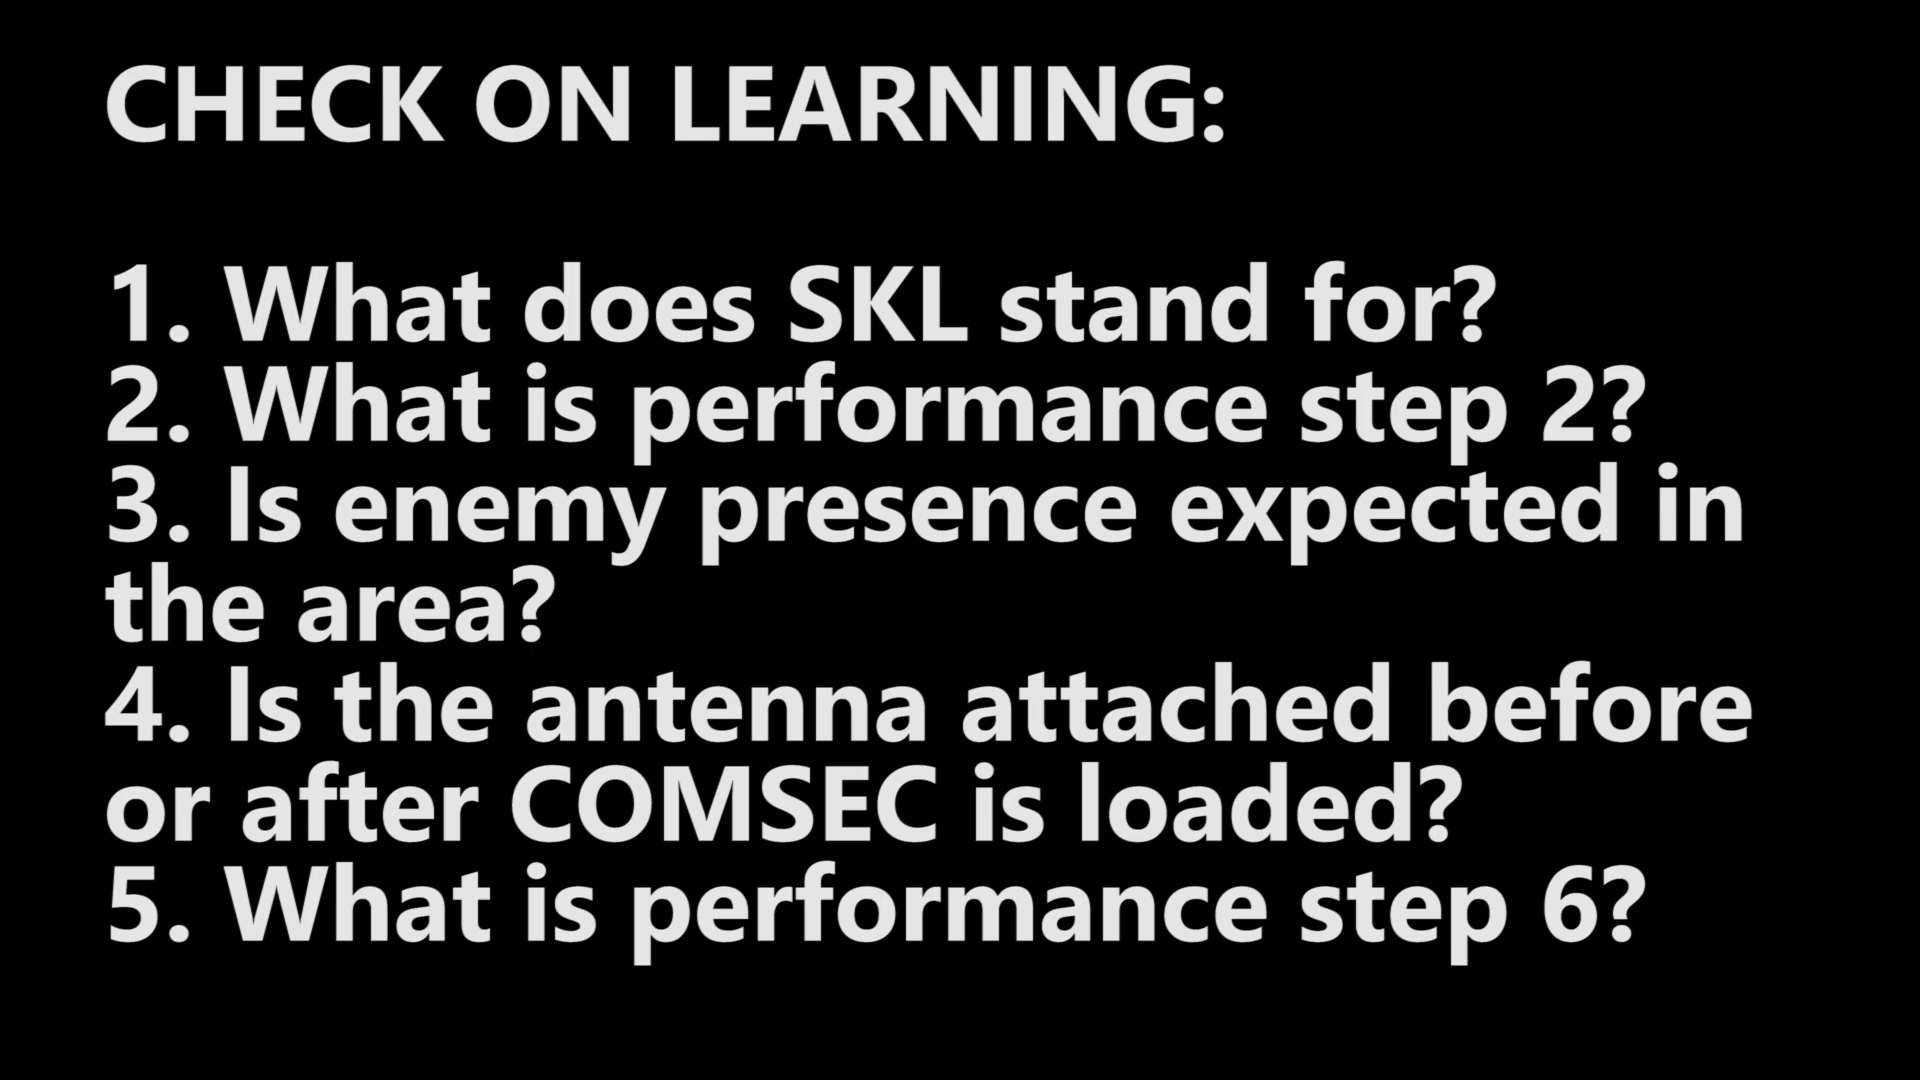 CHECK ON LEARNING:
1. What does SKL stand for?
2. What is performance step 2?
3. Is enemy presence expected in
the area?
4. Is the antenna attached before
or after COMSEC is loaded?
5. What is performance step 6?